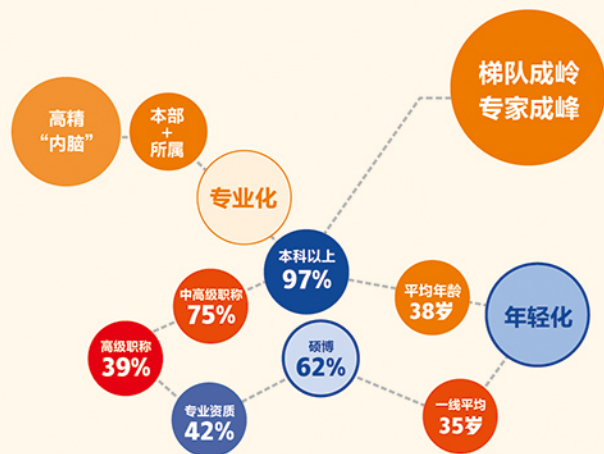 梯队成岭
专家成峰
高精
“内脑”
本部
+
所属
专业化
本科以上
97%
中高级职称
75%
平均年龄
38岁
年轻化
高级职称
39%
硕博
62%
专业资质
42%
一线平均
35岁